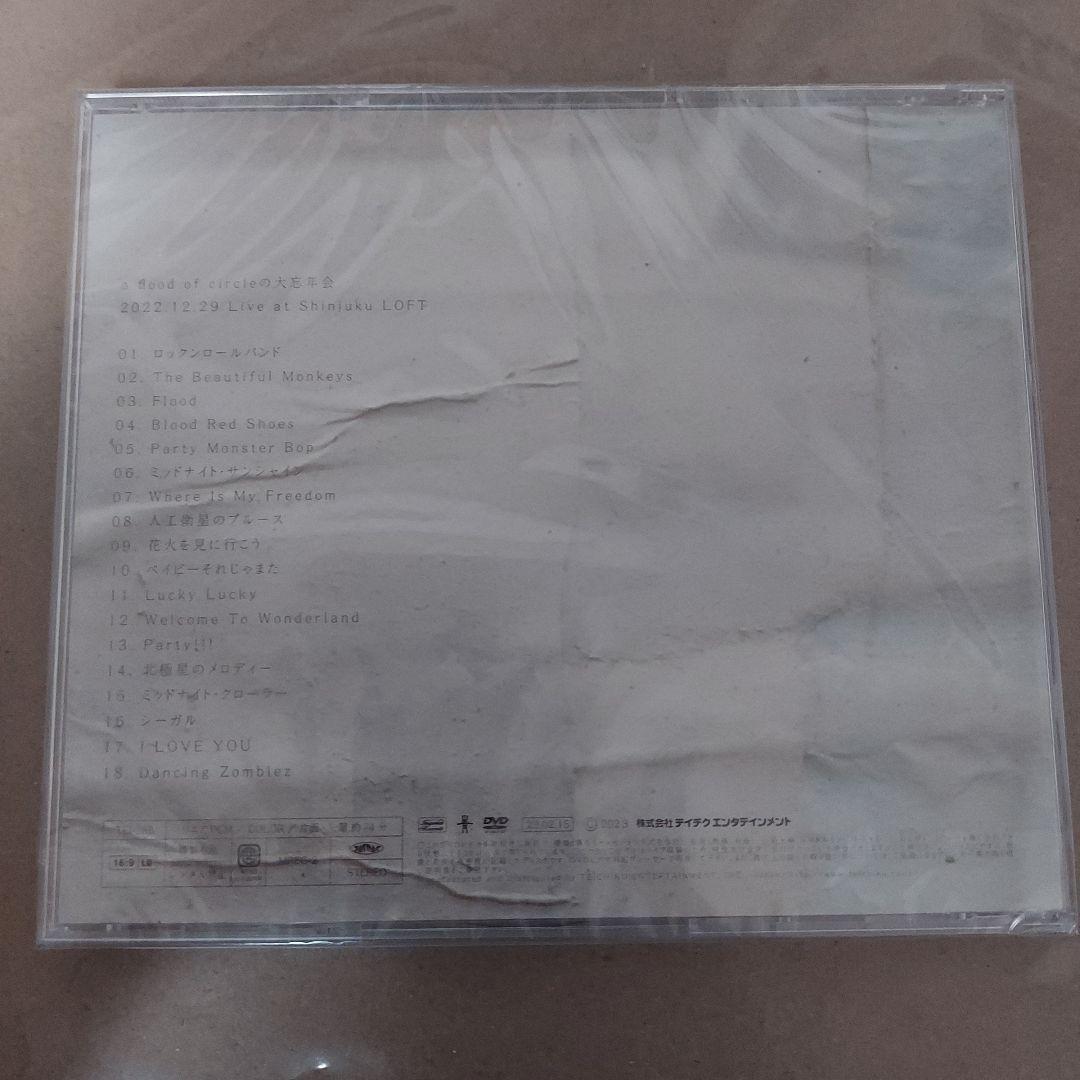 a flood of circleの大忘年会
2022.12.29 Live at Shinjuku LOFT
01. ロックンロールバンド
02. The Beautiful Monkeys
03. Flood
04. Blood Red Shoes
05. Party Monster Bop
06. ミッドナイト・サンシャイン
07. Where Is My Freedom
08. 人工衛星のブルース
09. 花火を見に行こう
10. ベイビーそれじゃまた
11. Lucky Lucky
12. Welcome To Wonderland
13. Party!!!
14. 北極星のメロディー
15. ミッドナイト・クローラー
16. シーガル
17. I LOVE YOU
18. Dancing Zombiez
COLOR
16:9 LB
MPEG-2
STEREO
DVD
23.02.15
Ⓒ2023 株式会社テイチクエンタテインメント